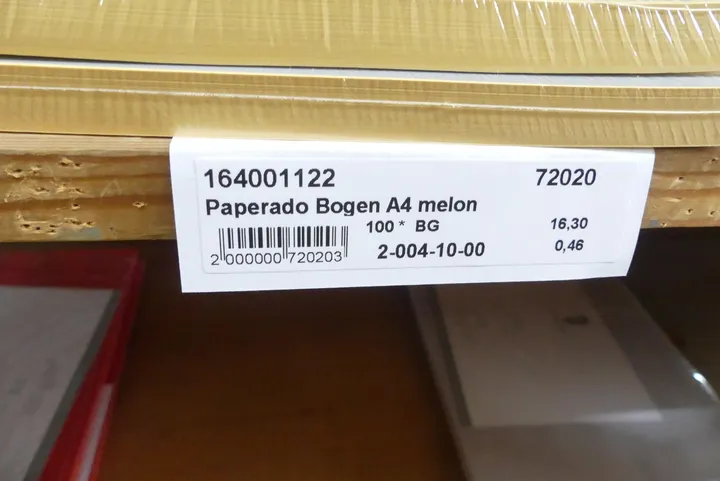 164001122 72020
Paperado Bogen A4 melon
100 * BG 16,30
2-004-10-00 0,46
2 000000 720203